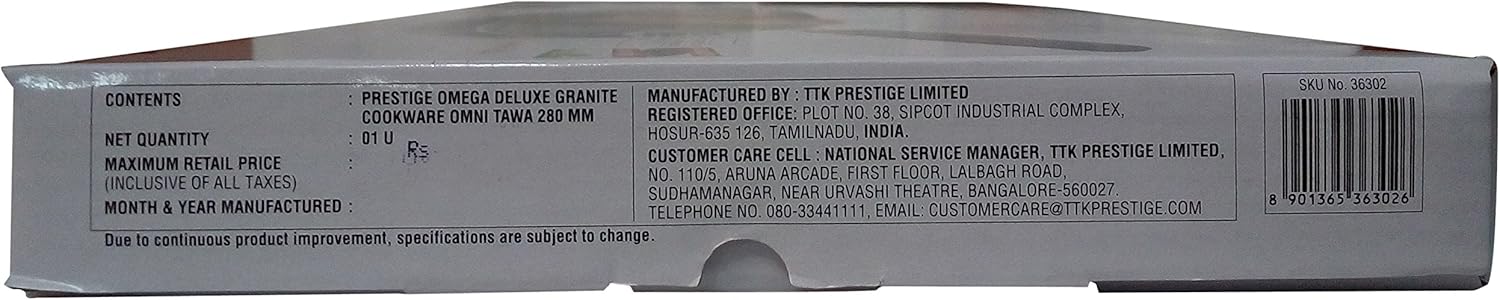 CONTENTS : PRESTIGE OMEGA DELUXE GRANITE
COOKWARE OMNI TAWA 280 MM
NET QUANTITY : 01 U
MAXIMUM RETAIL PRICE : Rs
(INCLUSIVE OF ALL TAXES)
MONTH & YEAR MANUFACTURED :
MANUFACTURED BY : TTK PRESTIGE LIMITED
REGISTERED OFFICE: PLOT NO. 38, SIPCOT INDUSTRIAL COMPLEX,
HOSUR-635 126, TAMILNADU, INDIA.
CUSTOMER CARE CELL : NATIONAL SERVICE MANAGER, TTK PRESTIGE LIMITED,
NO. 110/5, ARUNA ARCADE, FIRST FLOOR, LALBAGH ROAD,
SUDHAMANAGAR, NEAR URVASHI THEATRE, BANGALORE-560027.
TELEPHONE NO. 080-33441111, EMAIL: CUSTOMERCARE@TTKPRESTIGE.COM
SKU No. 36302
8 901365 363026
Due to continuous product improvement, specifications are subject to change.